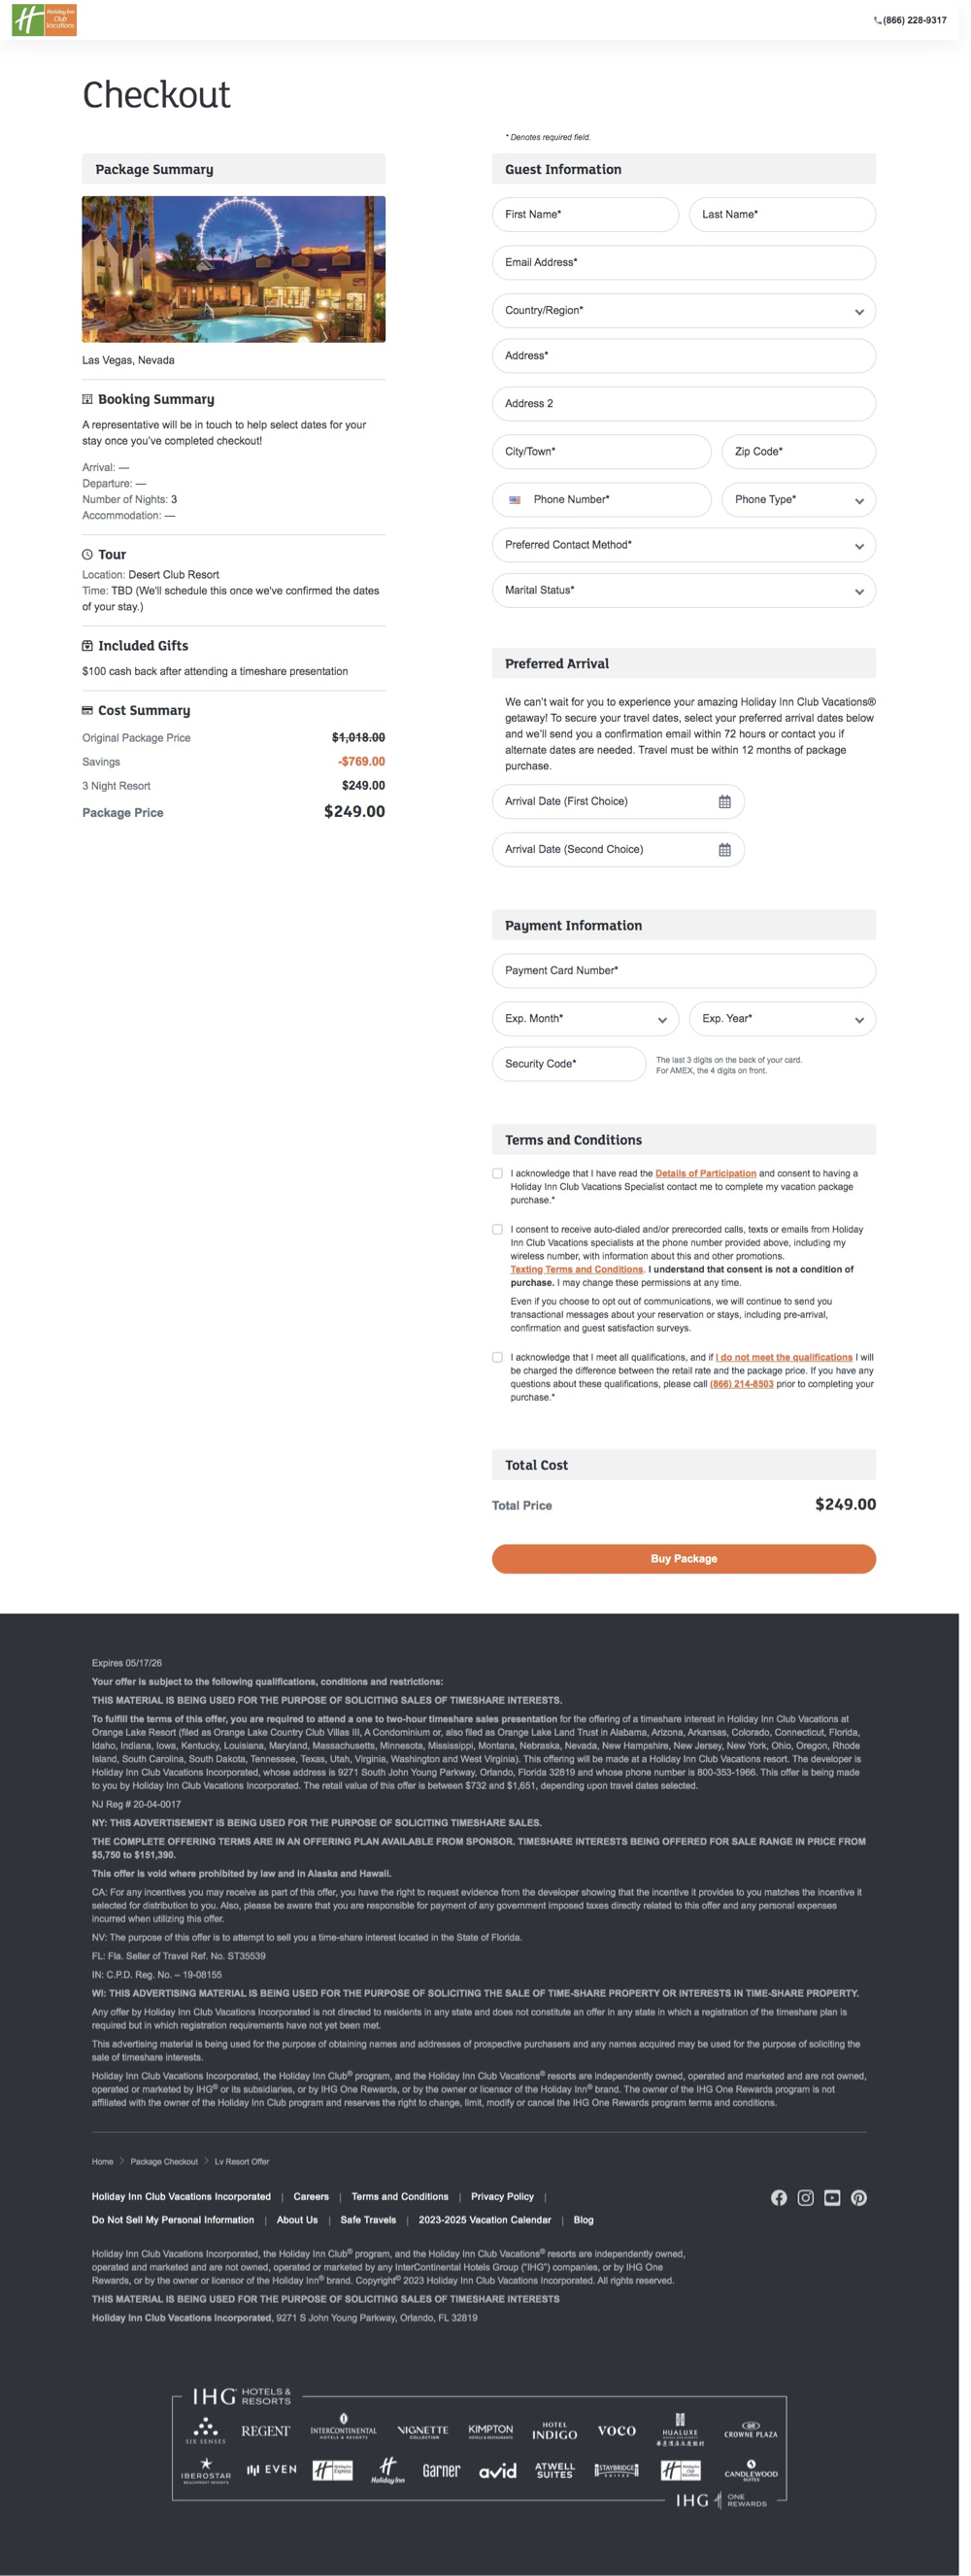 Holiday Inn
Club
Vacations
(866) 228-9317
Checkout
* Denotes required field.
Package Summary
Las Vegas, Nevada
Booking Summary
A representative will be in touch to help select dates for your
stay once you've completed checkout!
Arrival: —
Departure: —
Number of Nights: 3
Accommodation: —
Tour
Location: Desert Club Resort
Time: TBD (We'll schedule this once we've confirmed the dates
of your stay.)
Included Gifts
$100 cash back after attending a timeshare presentation
Cost Summary
Original Package Price $1,018.00
Savings -$769.00
3 Night Resort $249.00
Package Price $249.00
Guest Information
First Name* Last Name*
Email Address*
Country/Region*
Address*
Address 2
City/Town* Zip Code*
Phone Number* Phone Type*
Preferred Contact Method*
Marital Status*
Preferred Arrival
We can't wait for you to experience your amazing Holiday Inn Club Vacations®
getaway! To secure your travel dates, select your preferred arrival dates below
and we'll send you a confirmation email within 72 hours or contact you if
alternate dates are needed. Travel must be within 12 months of package
purchase.
Arrival Date (First Choice)
Arrival Date (Second Choice)
Payment Information
Payment Card Number*
Exp. Month* Exp. Year*
Security Code* The last 3 digits on the back of your card.
For AMEX, the 4 digits on front.
Terms and Conditions
I acknowledge that I have read the Details of Participation and consent to having a
Holiday Inn Club Vacations Specialist contact me to complete my vacation package
purchase.*
I consent to receive auto-dialed and/or prerecorded calls, texts or emails from Holiday
Inn Club Vacations specialists at the phone number provided above, including my
wireless number, with information about this and other promotions.
Texting Terms and Conditions. I understand that consent is not a condition of
purchase. I may change these permissions at any time.
Even if you choose to opt out of communications, we will continue to send you
transactional messages about your reservation or stays, including pre-arrival,
confirmation and guest satisfaction surveys.
I acknowledge that I meet all qualifications, and if I do not meet the qualifications I will
be charged the difference between the retail rate and the package price. If you have any
questions about these qualifications, please call (866) 214-8503 prior to completing your
purchase.*
Total Cost
Total Price $249.00
Buy Package
Expires 05/17/26
Your offer is subject to the following qualifications, conditions and restrictions:
THIS MATERIAL IS BEING USED FOR THE PURPOSE OF SOLICITING SALES OF TIMESHARE INTERESTS.
To fulfill the terms of this offer, you are required to attend a one to two-hour timeshare sales presentation for the offering of a timeshare interest in Holiday Inn Club Vacations at
Orange Lake Resort (filed as Orange Lake Country Club Villas III, A Condominium or, also filed as Orange Lake Land Trust in Alabama, Arizona, Arkansas, Colorado, Connecticut, Florida,
Idaho, Indiana, Iowa, Kentucky, Louisiana, Maryland, Massachusetts, Minnesota, Mississippi, Montana, Nebraska, Nevada, New Hampshire, New Jersey, New York, Ohio, Oregon, Rhode
Island, South Carolina, South Dakota, Tennessee, Texas, Utah, Virginia, Washington and West Virginia). This offering will be made at a Holiday Inn Club Vacations resort. The developer is
Holiday Inn Club Vacations Incorporated, whose address is 9271 South John Young Parkway, Orlando, Florida 32819 and whose phone number is 800-353-1966. This offer is being made
to you by Holiday Inn Club Vacations Incorporated. The retail value of this offer is between $732 and $1,651, depending upon travel dates selected.
NJ Reg # 20-04-0017
NY: THIS ADVERTISEMENT IS BEING USED FOR THE PURPOSE OF SOLICITING TIMESHARE SALES.
THE COMPLETE OFFERING TERMS ARE IN AN OFFERING PLAN AVAILABLE FROM SPONSOR. TIMESHARE INTERESTS BEING OFFERED FOR SALE RANGE IN PRICE FROM
$5,750 to $151,390.
This offer is void where prohibited by law and in Alaska and Hawaii.
CA: For any incentives you may receive as part of this offer, you have the right to request evidence from the developer showing that the incentive it provides to you matches the incentive it
selected for distribution to you. Also, please be aware that you are responsible for payment of any government imposed taxes directly related to this offer and any personal expenses
incurred when utilizing this offer.
NV: The purpose of this offer is to attempt to sell you a time-share interest located in the State of Florida.
FL: Fla. Seller of Travel Ref. No. ST35539
IN: C.P.D. Reg. No. – 19-08155
WI: THIS ADVERTISING MATERIAL IS BEING USED FOR THE PURPOSE OF SOLICITING THE SALE OF TIME-SHARE PROPERTY OR INTERESTS IN TIME-SHARE PROPERTY.
Any offer by Holiday Inn Club Vacations Incorporated is not directed to residents in any state and does not constitute an offer in any state in which a registration of the timeshare plan is
required but in which registration requirements have not yet been met.
This advertising material is being used for the purpose of obtaining names and addresses of prospective purchasers and any names acquired may be used for the purpose of soliciting the
sale of timeshare interests.
Holiday Inn Club Vacations Incorporated, the Holiday Inn Club® program, and the Holiday Inn Club Vacations® resorts are independently owned, operated and marketed and are not owned,
operated or marketed by IHG® or its subsidiaries, or by IHG One Rewards, or by the owner or licensor of the Holiday Inn® brand. The owner of the IHG One Rewards program is not
affiliated with the owner of the Holiday Inn Club program and reserves the right to change, limit, modify or cancel the IHG One Rewards program terms and conditions.
Home > Package Checkout > Lv Resort Offer
Holiday Inn Club Vacations Incorporated | Careers | Terms and Conditions | Privacy Policy |
Do Not Sell My Personal Information | About Us | Safe Travels | 2023-2025 Vacation Calendar | Blog
Holiday Inn Club Vacations Incorporated, the Holiday Inn Club® program, and the Holiday Inn Club Vacations® resorts are independently owned,
operated and marketed and are not owned, operated or marketed by any InterContinental Hotels Group ("IHG") companies, or by IHG One
Rewards, or by the owner or licensor of the Holiday Inn® brand. Copyright© 2023 Holiday Inn Club Vacations Incorporated. All rights reserved.
THIS MATERIAL IS BEING USED FOR THE PURPOSE OF SOLICITING SALES OF TIMESHARE INTERESTS
Holiday Inn Club Vacations Incorporated, 9271 S John Young Parkway, Orlando, FL 32819
IHG HOTELS & RESORTS
SIX SENSES REGENT INTERCONTINENTAL HOTELS & RESORTS VIGNETTE COLLECTION KIMPTON HOTELS & RESTAURANTS HOTEL INDIGO VOCO HUALUXE CROWNE PLAZA
IBEROSTAR BEACHFRONT RESORTS EVEN Holiday Inn Express Holiday Inn Garner avid ATWELL SUITES STAYBRIDGE SUITES Holiday Inn Club Vacations CANDLEWOOD SUITES
IHG ONE REWARDS